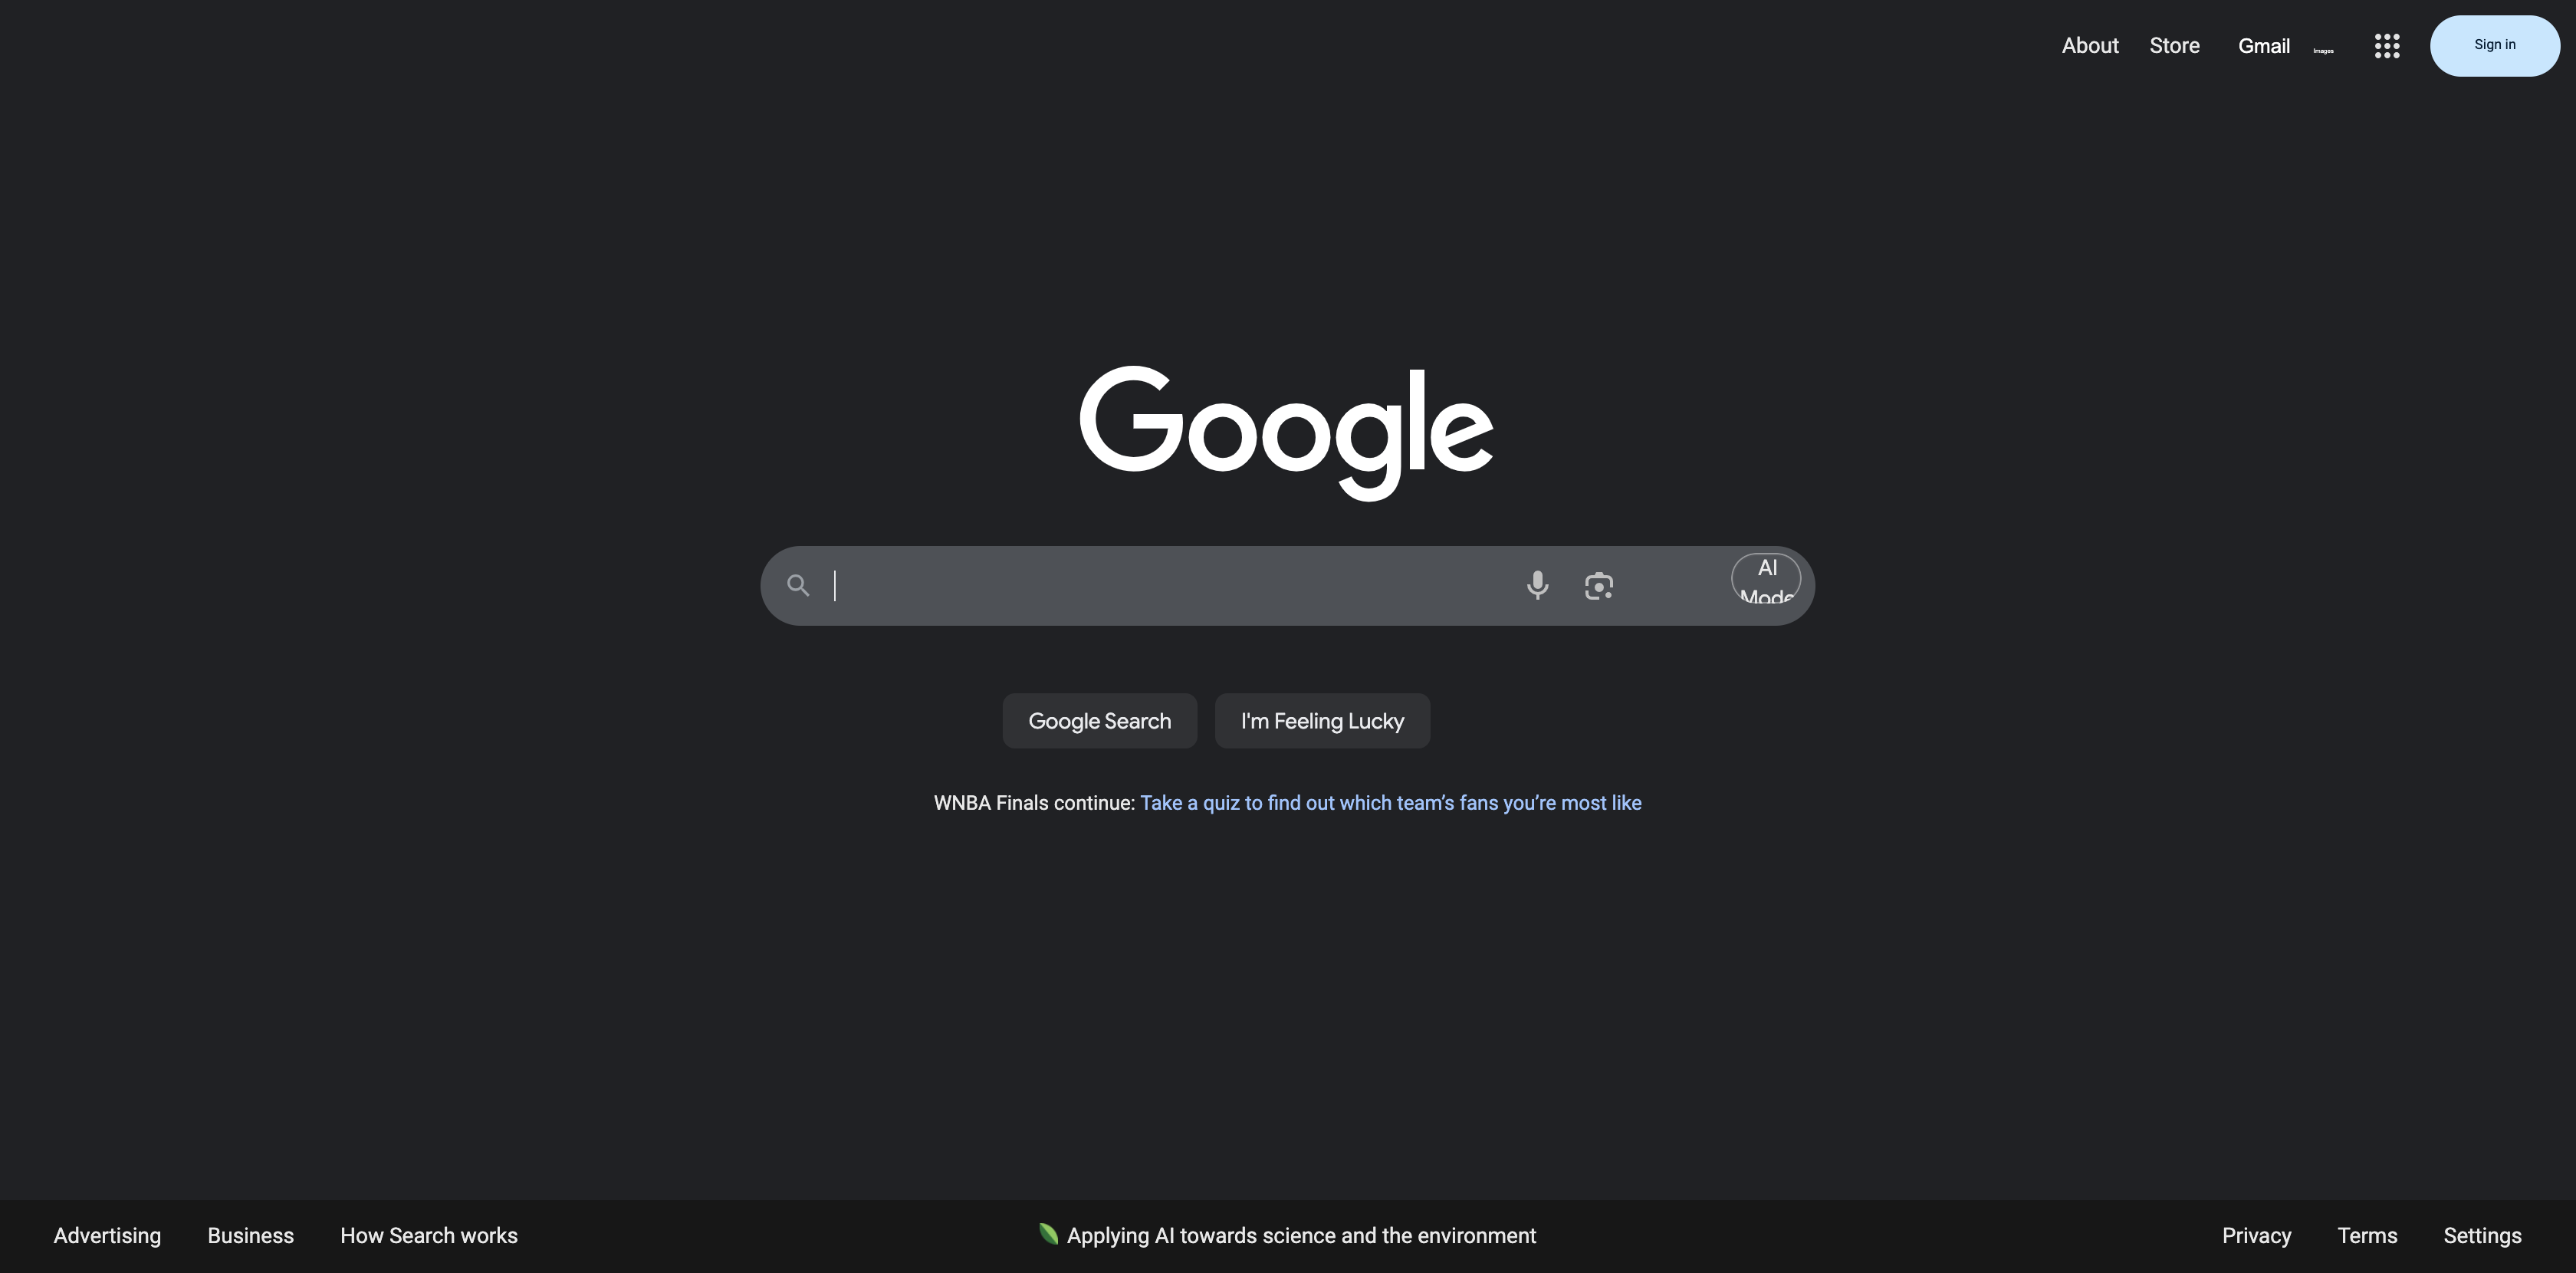 About Store Gmail Images Sign in
Google
AI
Mode
Google Search I'm Feeling Lucky
WNBA Finals continue: Take a quiz to find out which team’s fans you’re most like
Advertising Business How Search works Applying AI towards science and the environment Privacy Terms Settings